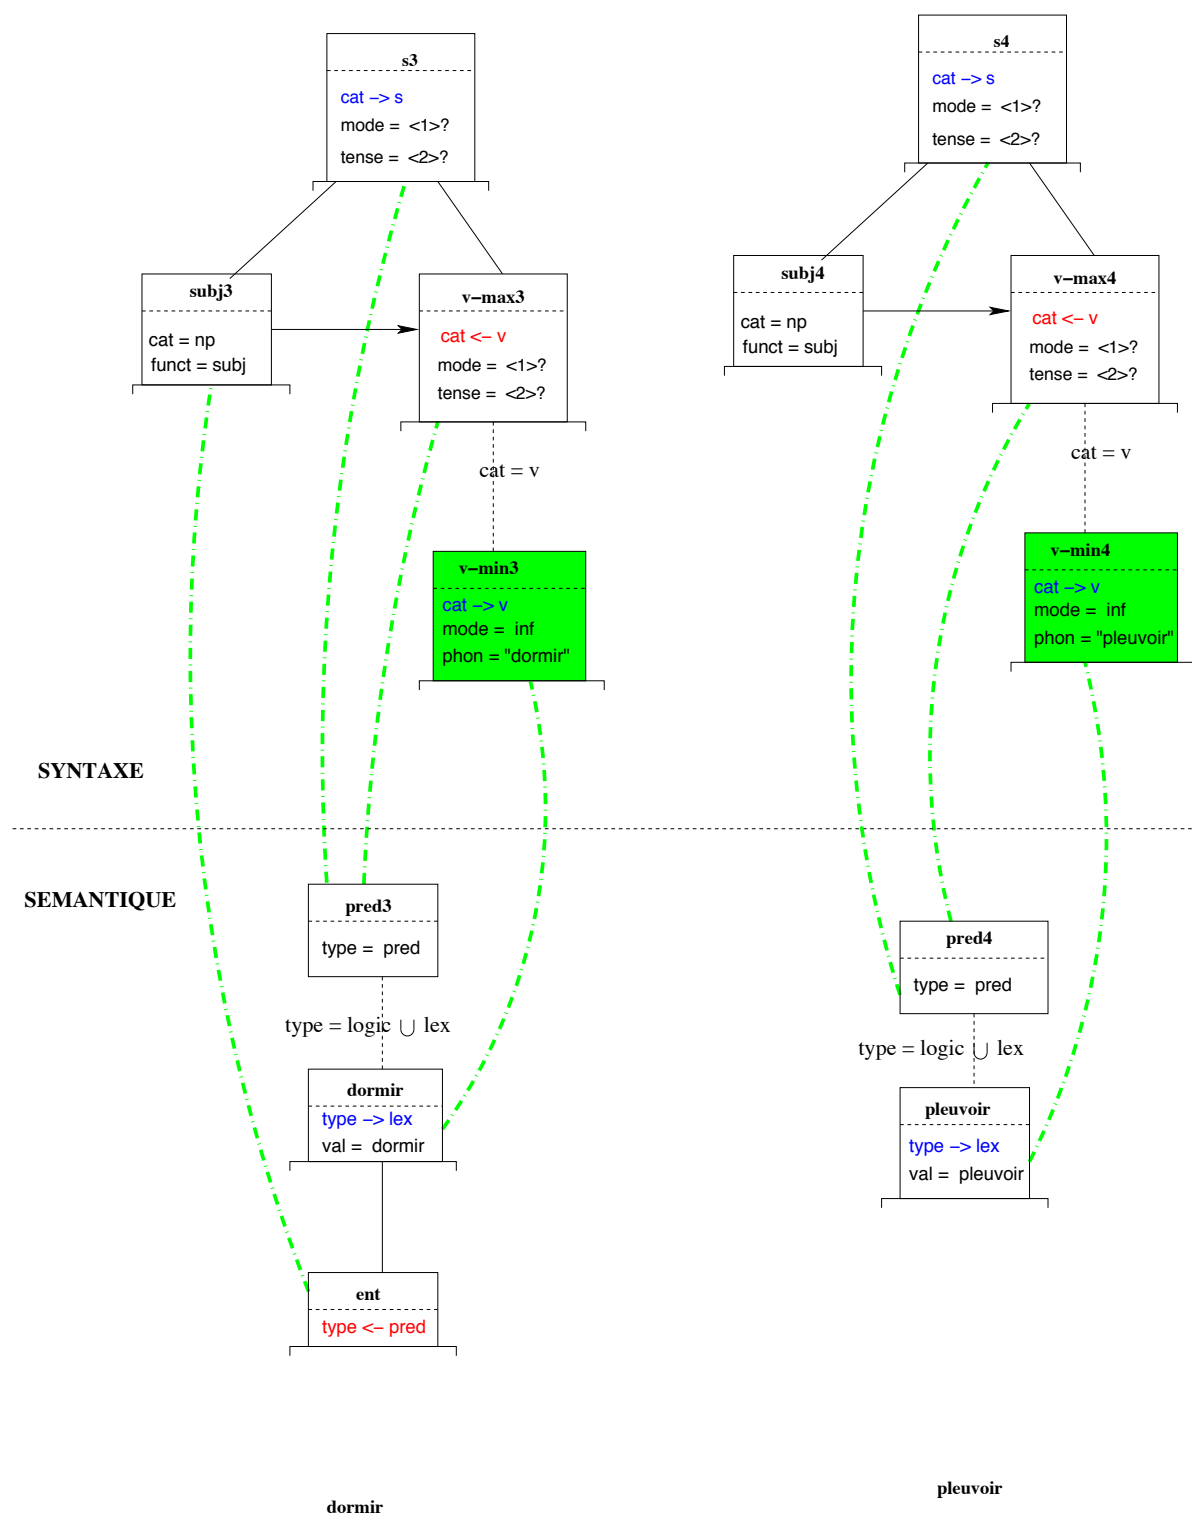 s3
cat −> s
mode = <1>?
tense = <2>?
subj3
cat = np
funct = subj
v−max3
cat <− v
mode = <1>?
tense = <2>?
cat = v
v−min3
cat −> v
mode = inf
phon = "dormir"
s4
cat −> s
mode = <1>?
tense = <2>?
subj4
cat = np
funct = subj
v−max4
cat <− v
mode = <1>?
tense = <2>?
cat = v
v−min4
cat −> v
mode = inf
phon = "pleuvoir"
SYNTAXE
SEMANTIQUE
pred3
type = pred
type = logic ∪ lex
dormir
type −> lex
val = dormir
ent
type <− pred
dormir
pred4
type = pred
type = logic ∪ lex
pleuvoir
type −> lex
val = pleuvoir
pleuvoir